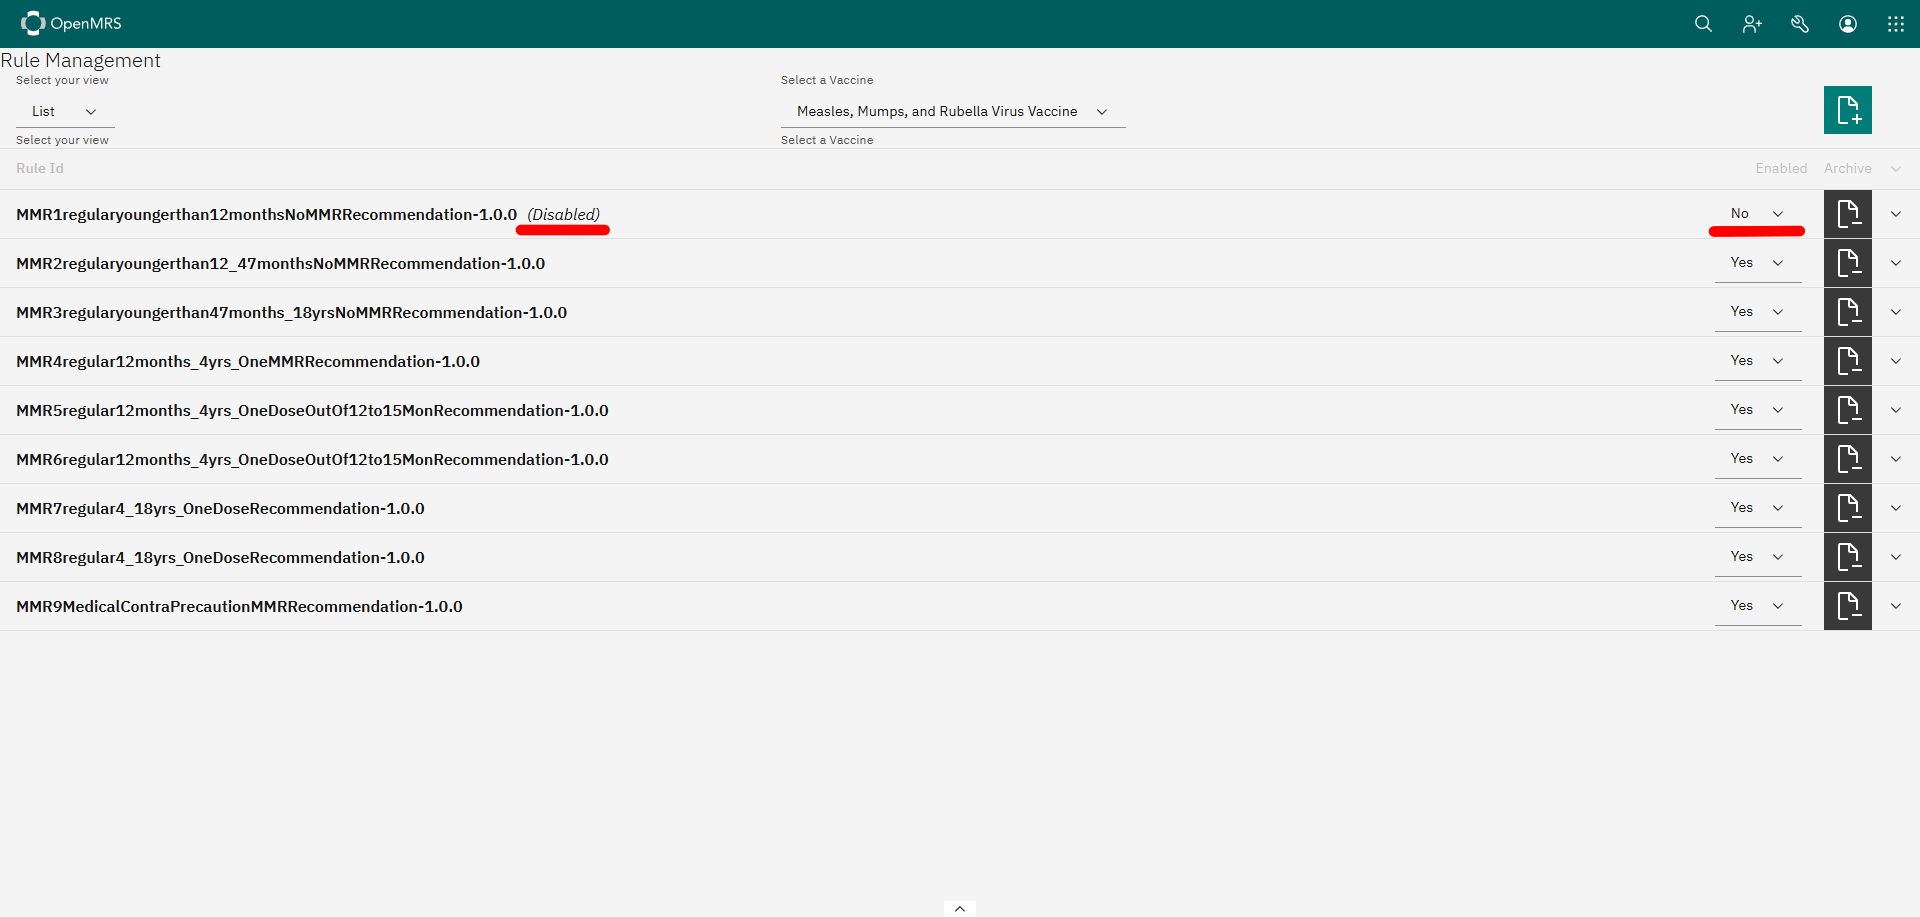 OpenMRS
Rule Management
Select your view
Select a Vaccine
List
Measles, Mumps, and Rubella Virus Vaccine
Select your view
Select a Vaccine
Rule Id
Enabled
Archive
MMR1regularyoungerthan12monthsNoMMRRecommendation-1.0.0 (Disabled)
No
MMR2regularyoungerthan12_47monthsNoMMRRecommendation-1.0.0
Yes
MMR3regularyoungerthan47months_18yrsNoMMRRecommendation-1.0.0
Yes
MMR4regular12months_4yrs_OneMMRRecommendation-1.0.0
Yes
MMR5regular12months_4yrs_OneDoseOutOf12to15MonRecommendation-1.0.0
Yes
MMR6regular12months_4yrs_OneDoseOutOf12to15MonRecommendation-1.0.0
Yes
MMR7regular4_18yrs_OneDoseRecommendation-1.0.0
Yes
MMR8regular4_18yrs_OneDoseRecommendation-1.0.0
Yes
MMR9MedicalContraPrecautionMMRRecommendation-1.0.0
Yes